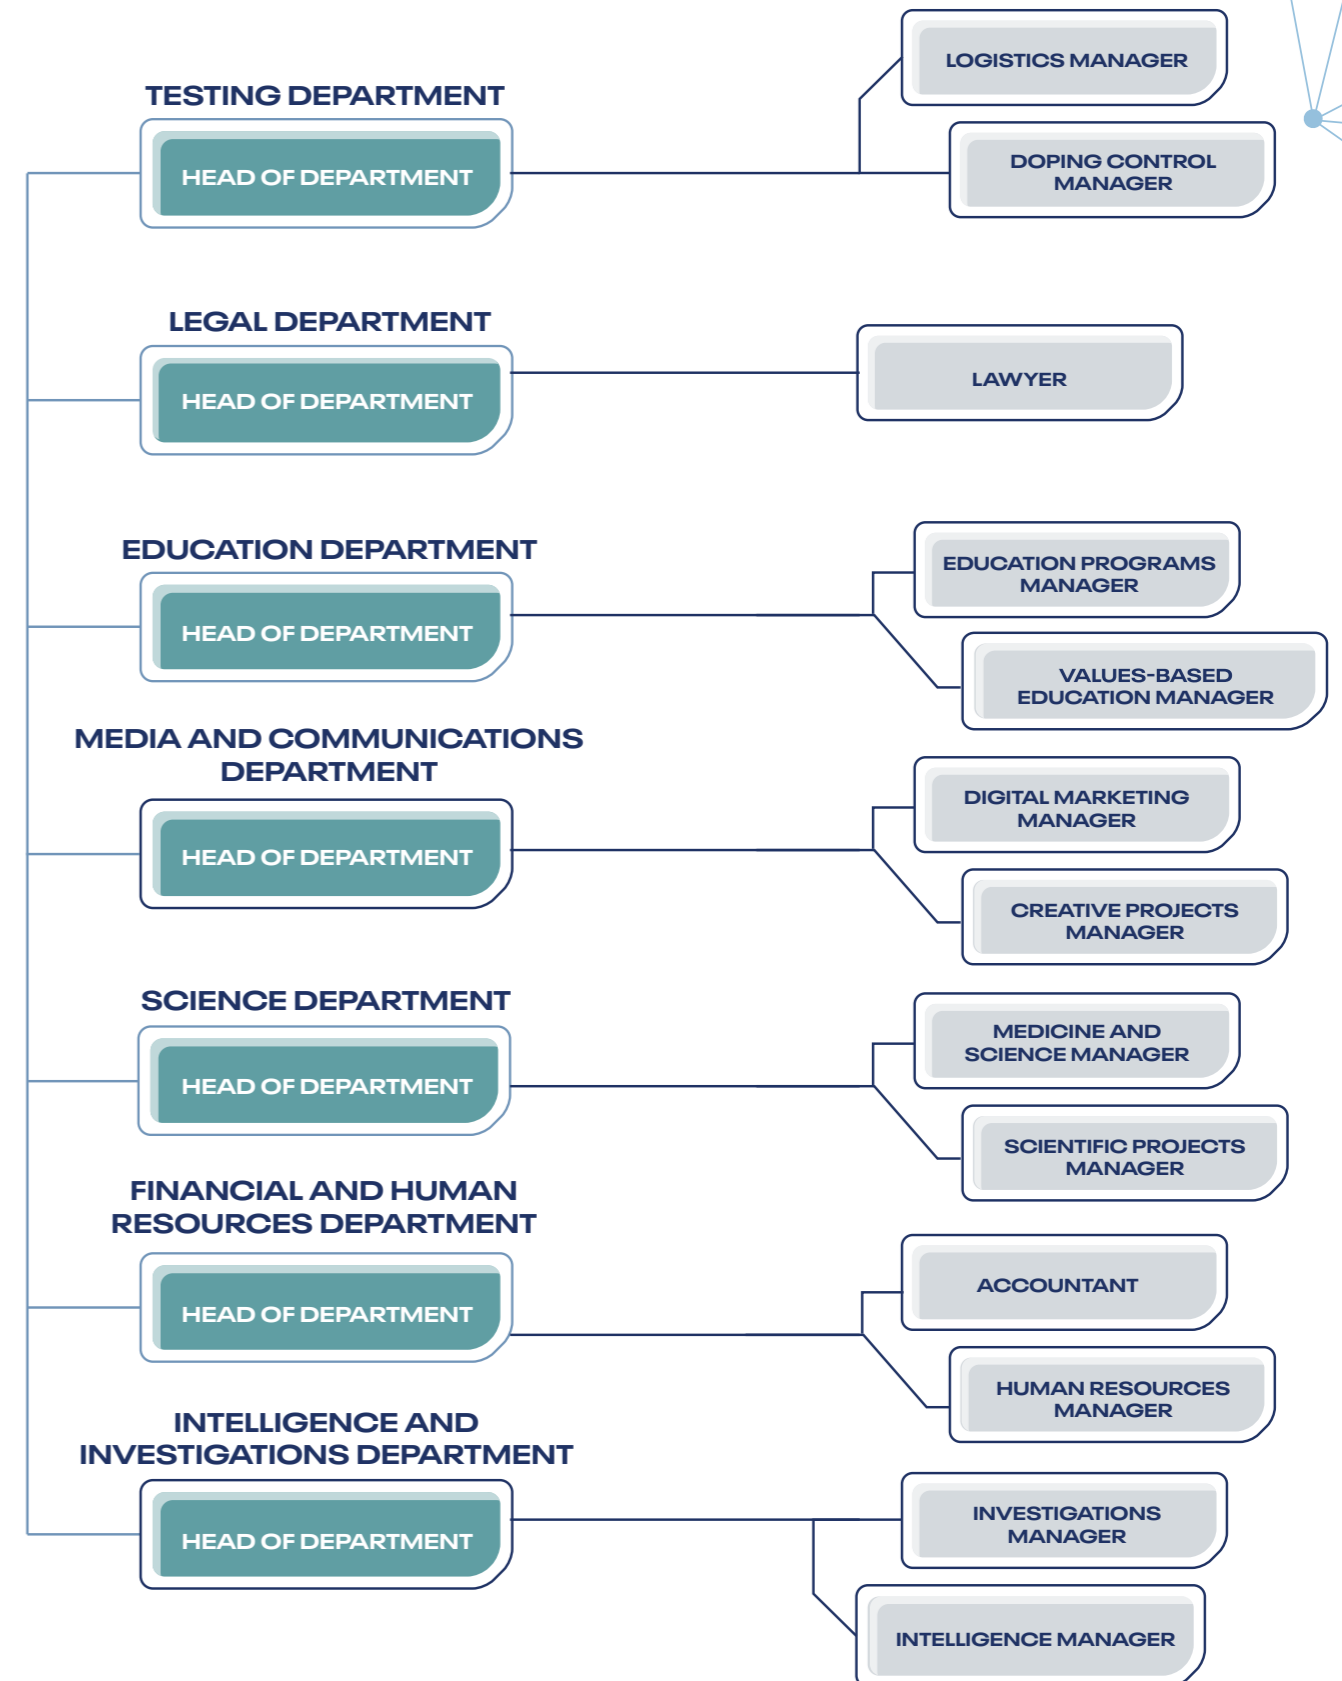 TESTING DEPARTMENT
HEAD OF DEPARTMENT
LOGISTICS MANAGER
DOPING CONTROL
MANAGER
LEGAL DEPARTMENT
HEAD OF DEPARTMENT
LAWYER
EDUCATION DEPARTMENT
HEAD OF DEPARTMENT
EDUCATION PROGRAMS
MANAGER
VALUES-BASED
EDUCATION MANAGER
MEDIA AND COMMUNICATIONS
DEPARTMENT
HEAD OF DEPARTMENT
DIGITAL MARKETING
MANAGER
CREATIVE PROJECTS
MANAGER
SCIENCE DEPARTMENT
HEAD OF DEPARTMENT
MEDICINE AND
SCIENCE MANAGER
SCIENTIFIC PROJECTS
MANAGER
FINANCIAL AND HUMAN
RESOURCES DEPARTMENT
HEAD OF DEPARTMENT
ACCOUNTANT
HUMAN RESOURCES
MANAGER
INTELLIGENCE AND
INVESTIGATIONS DEPARTMENT
HEAD OF DEPARTMENT
INVESTIGATIONS
MANAGER
INTELLIGENCE MANAGER